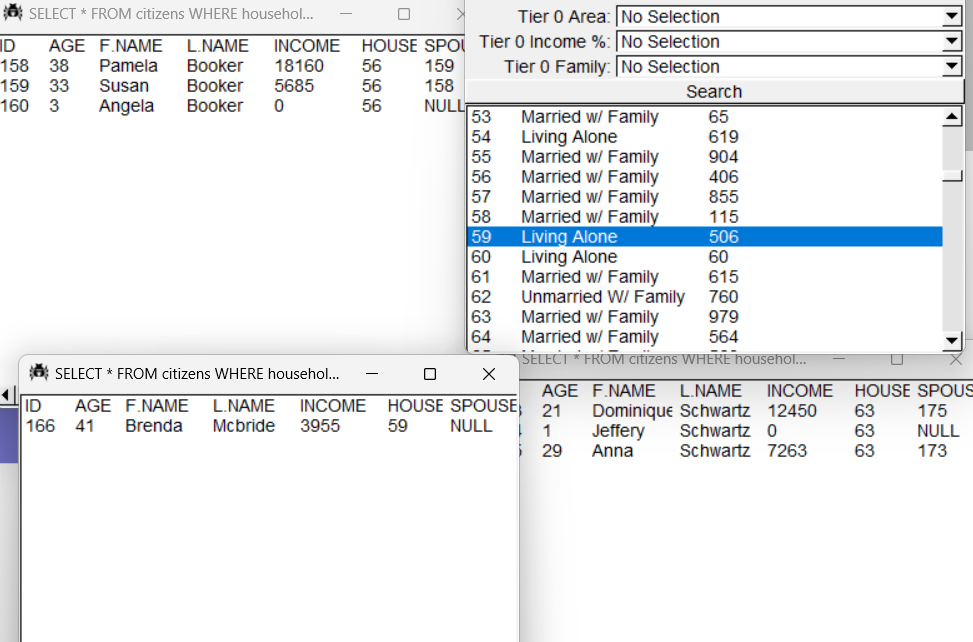 SELECT * FROM citizens WHERE househol...
ID AGE F.NAME L.NAME INCOME HOUSE SPOU
158 38 Pamela Booker 18160 56 159
159 33 Susan Booker 5685 56 158
160 3 Angela Booker 0 56 NULL
Tier 0 Area: No Selection
Tier 0 Income %: No Selection
Tier 0 Family: No Selection
Search
53 Married w/ Family 65
54 Living Alone 619
55 Married w/ Family 904
56 Married w/ Family 406
57 Married w/ Family 855
58 Married w/ Family 115
59 Living Alone 506
60 Living Alone 60
61 Married w/ Family 615
62 Unmarried W/ Family 760
63 Married w/ Family 979
64 Married w/ Family 564
SELECT * FROM citizens WHERE househol...
ID AGE F.NAME L.NAME INCOME HOUSE SPOUSE
166 41 Brenda Mcbride 3955 59 NULL
SELECT * FROM citizens WHERE househol...
AGE F.NAME L.NAME INCOME HOUSE SPOUS
21 Dominique Schwartz 12450 63 175
1 Jeffery Schwartz 0 63 NULL
29 Anna Schwartz 7263 63 173